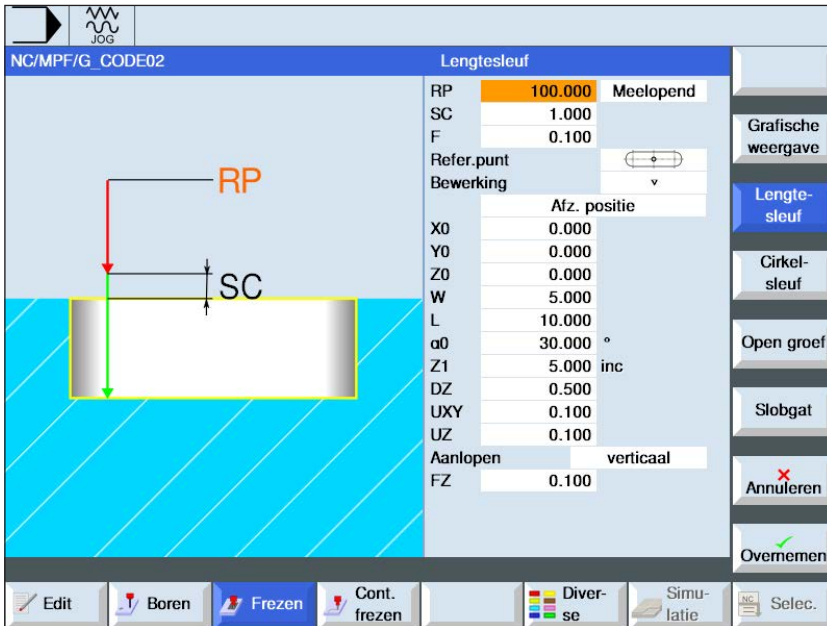 JOG
NC/MPF/G_CODE02
Lengtesleuf
RP 100.000 Meelopend
SC 1.000
F 0.100
Refer.punt
Bewerking ▿
Afz. positie
X0 0.000
Y0 0.000
Z0 0.000
W 5.000
L 10.000
α0 30.000 °
Z1 5.000 inc
DZ 0.500
UXY 0.100
UZ 0.100
Aanlopen verticaal
FZ 0.100
RP
SC
Grafische
weergave
Lengte-
sleuf
Cirkel-
sleuf
Open groef
Slobgat
Annuleren
Overnemen
Edit
Boren
Frezen
Cont.
frezen
Diver-
se
Simu-
latie
NC
Selec.